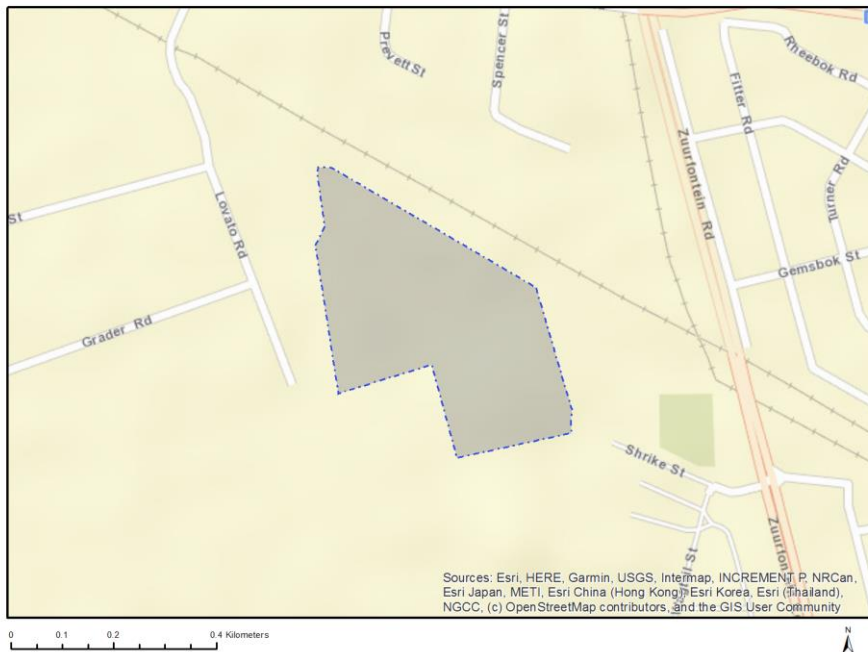 Prevett St
Spencer St
Rheebok Rd
Fitter Rd
Zuurfontein Rd
Turner Rd
St
Lovato Rd
Gemsbok St
Grader Rd
Shrike St
St
Sources: Esri, HERE, Garmin, USGS, Intermap, INCREMENT P, NRCan,
Esri Japan, METI, Esri China (Hong Kong), Esri Korea, Esri (Thailand),
NGCC, (c) OpenStreetMap contributors, and the GIS User Community
0 0.1 0.2 0.4 Kilometers
N